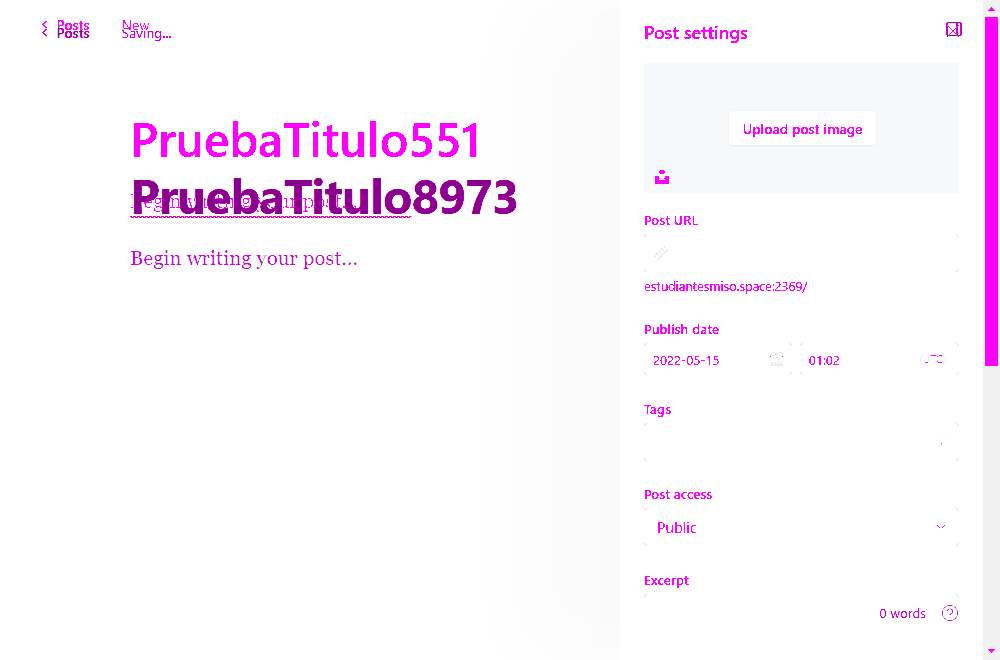 Posts
Posts
New
Saving...
PruebaTitulo551
PruebaTitulo8973
Begin writing your post...
Begin writing your post...
Post settings
Upload post image
Post URL
estudiantesmiso.space:2369/
Publish date
2022-05-15
01:02
Tags
Post access
Public
Excerpt
0 words
?